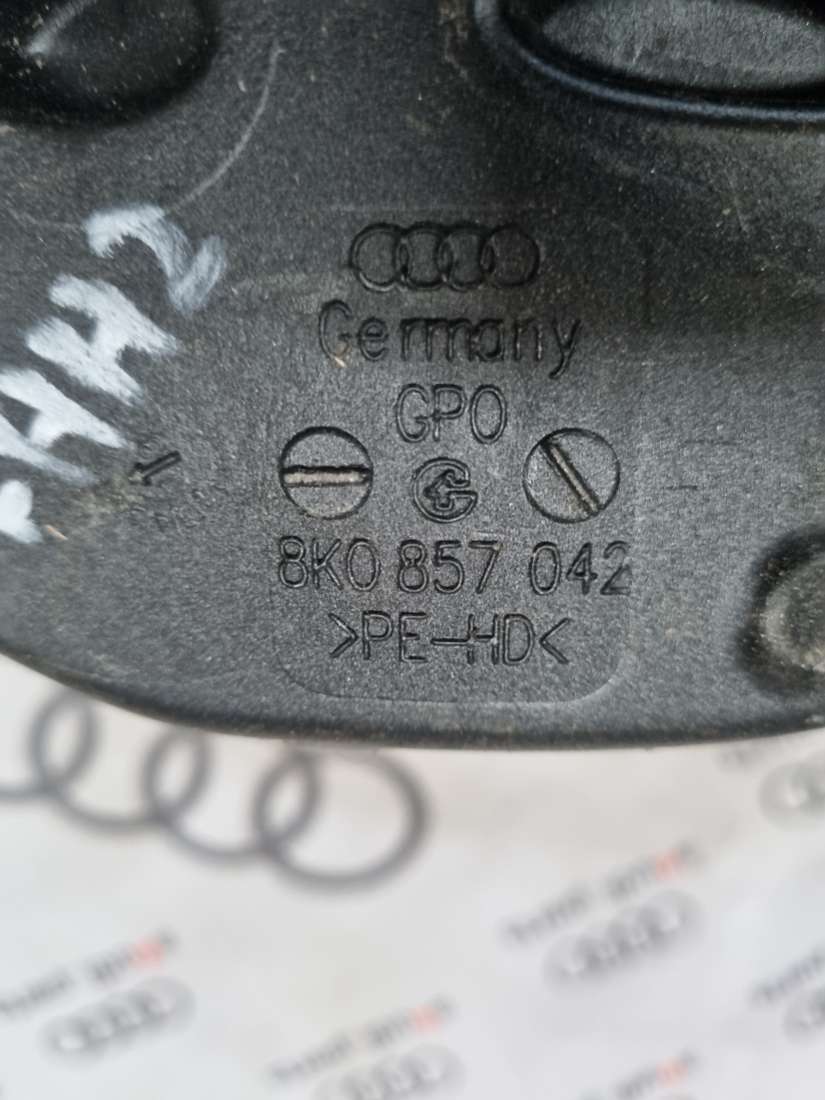 Germany
GPO
8K0 857 042
>PE-HD<